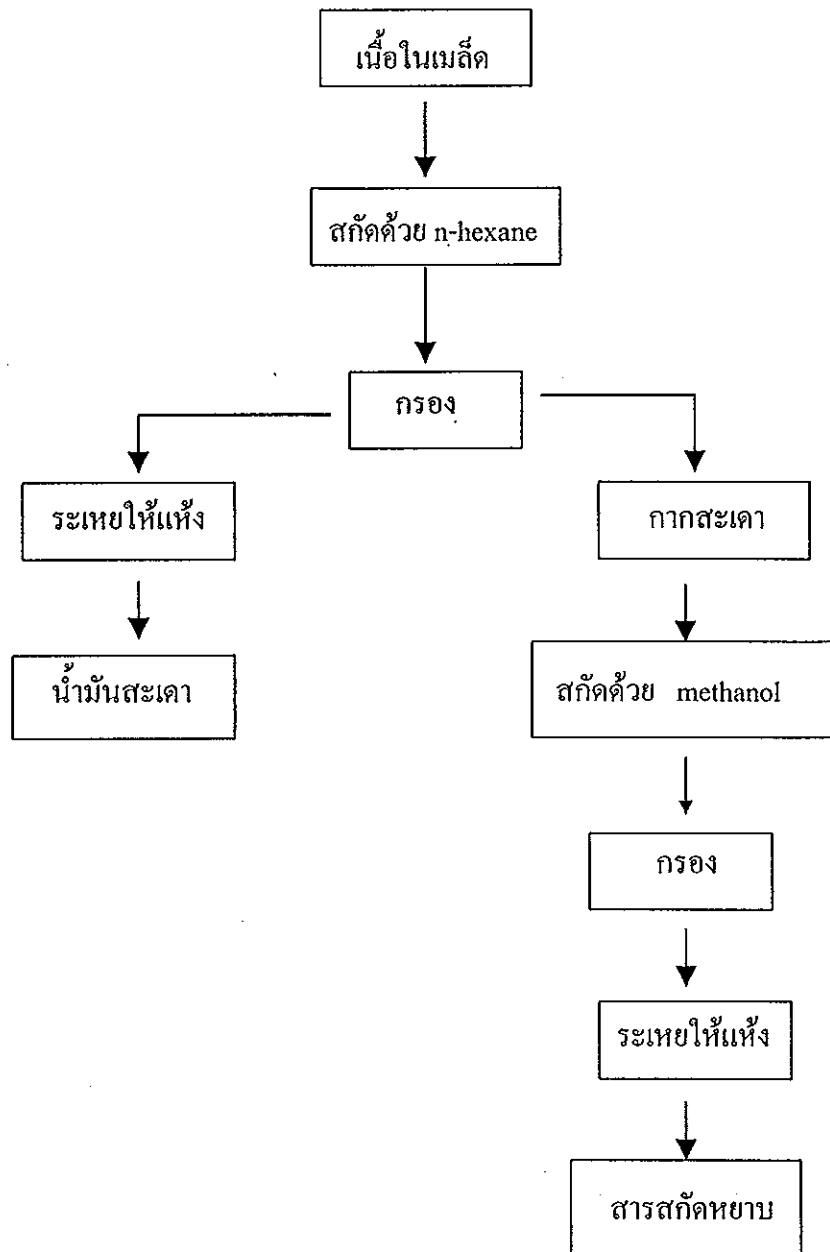 เนื้อในเมล็ด
สกัดด้วย n-hexane
กรอง
ระเหยให้แห้ง
กากสะเดา
น้ำมันสะเดา
สกัดด้วย methanol
กรอง
ระเหยให้แห้ง
สารสกัดหยาบ